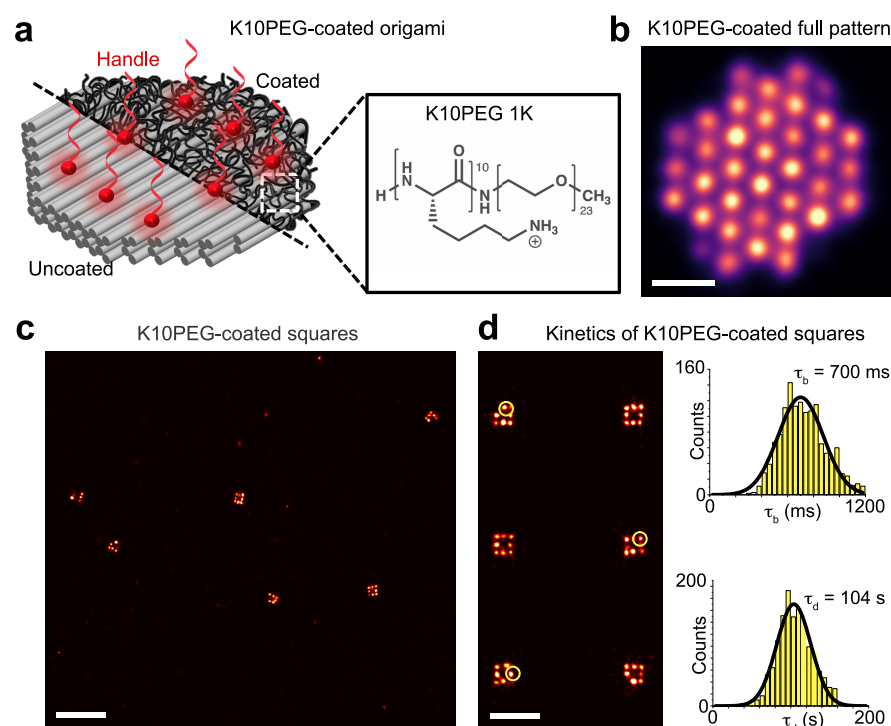 a
K10PEG-coated origami
Handle
Coated
Uncoated
K10PEG 1K
H
H
N
O
10
N
H
O
CH3
23
NH3
+
b
K10PEG-coated full pattern
c
K10PEG-coated squares
d
Kinetics of K10PEG-coated squares
160
τb = 700 ms
Counts
0
0
1200
τb (ms)
200
τd = 104 s
Counts
0
0
200
(s)